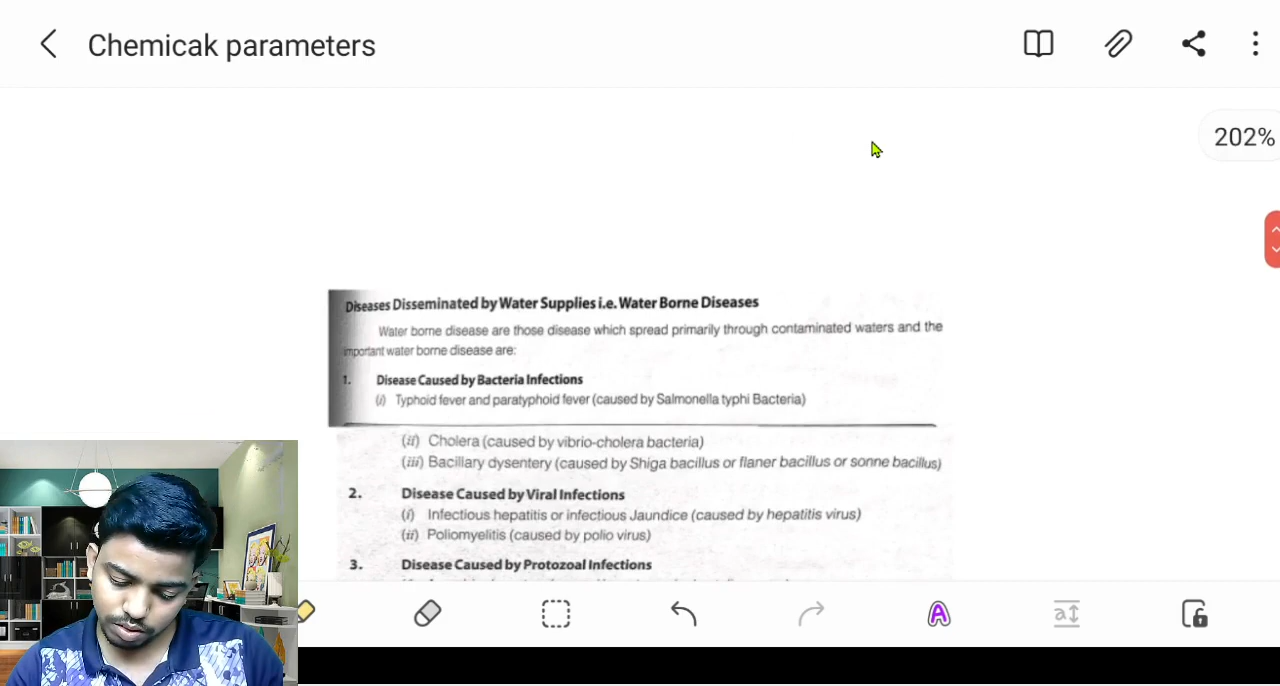 Chemicak parameters
202%
Diseases Disseminated by Water Supplies i.e. Water Borne Diseases
Water borne disease are those disease which spread primarily through contaminated waters and the
important water borne disease are:
1. Disease Caused by Bacteria Infections
(i) Typhoid fever and paratyphoid fever (caused by Salmonella typhi Bacteria)
(ii) Cholera (caused by vibrio-cholera bacteria)
(iii) Bacillary dysentery (caused by Shiga bacillus or flaner bacillus or sonne bacillus)
2. Disease Caused by Viral Infections
(i) Infectious hepatitis or infectious Jaundice (caused by hepatitis virus)
(ii) Poliomyelitis (caused by polio virus)
3. Disease Caused by Protozoal Infections
A
a